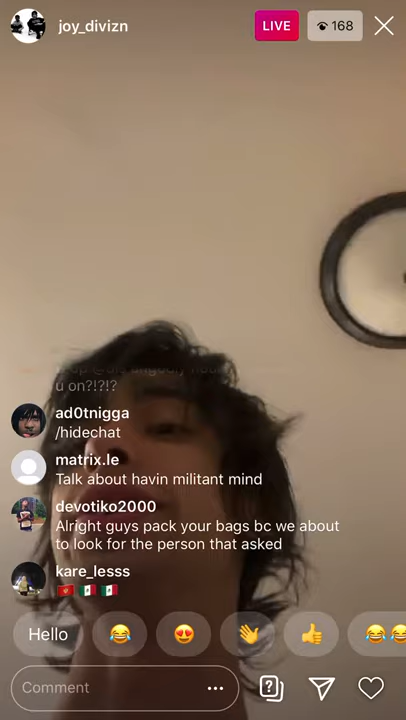 joy_divizn
LIVE
168
u on?!?!?
ad0tnigga
/hidechat
matrix.le
Talk about havin militant mind
devotiko2000
Alright guys pack your bags bc we about
to look for the person that asked
kare_lesss
Hello
Comment